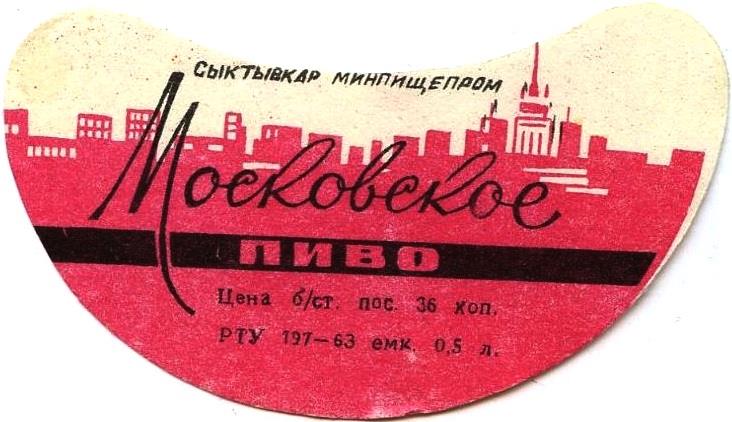 СЫКТЫВКАР МИНПИЩЕПРОМ
Московское
ПИВО
Цена б/ст. пос. 36 коп.
РТУ 197—63 емк. 0,5 л.